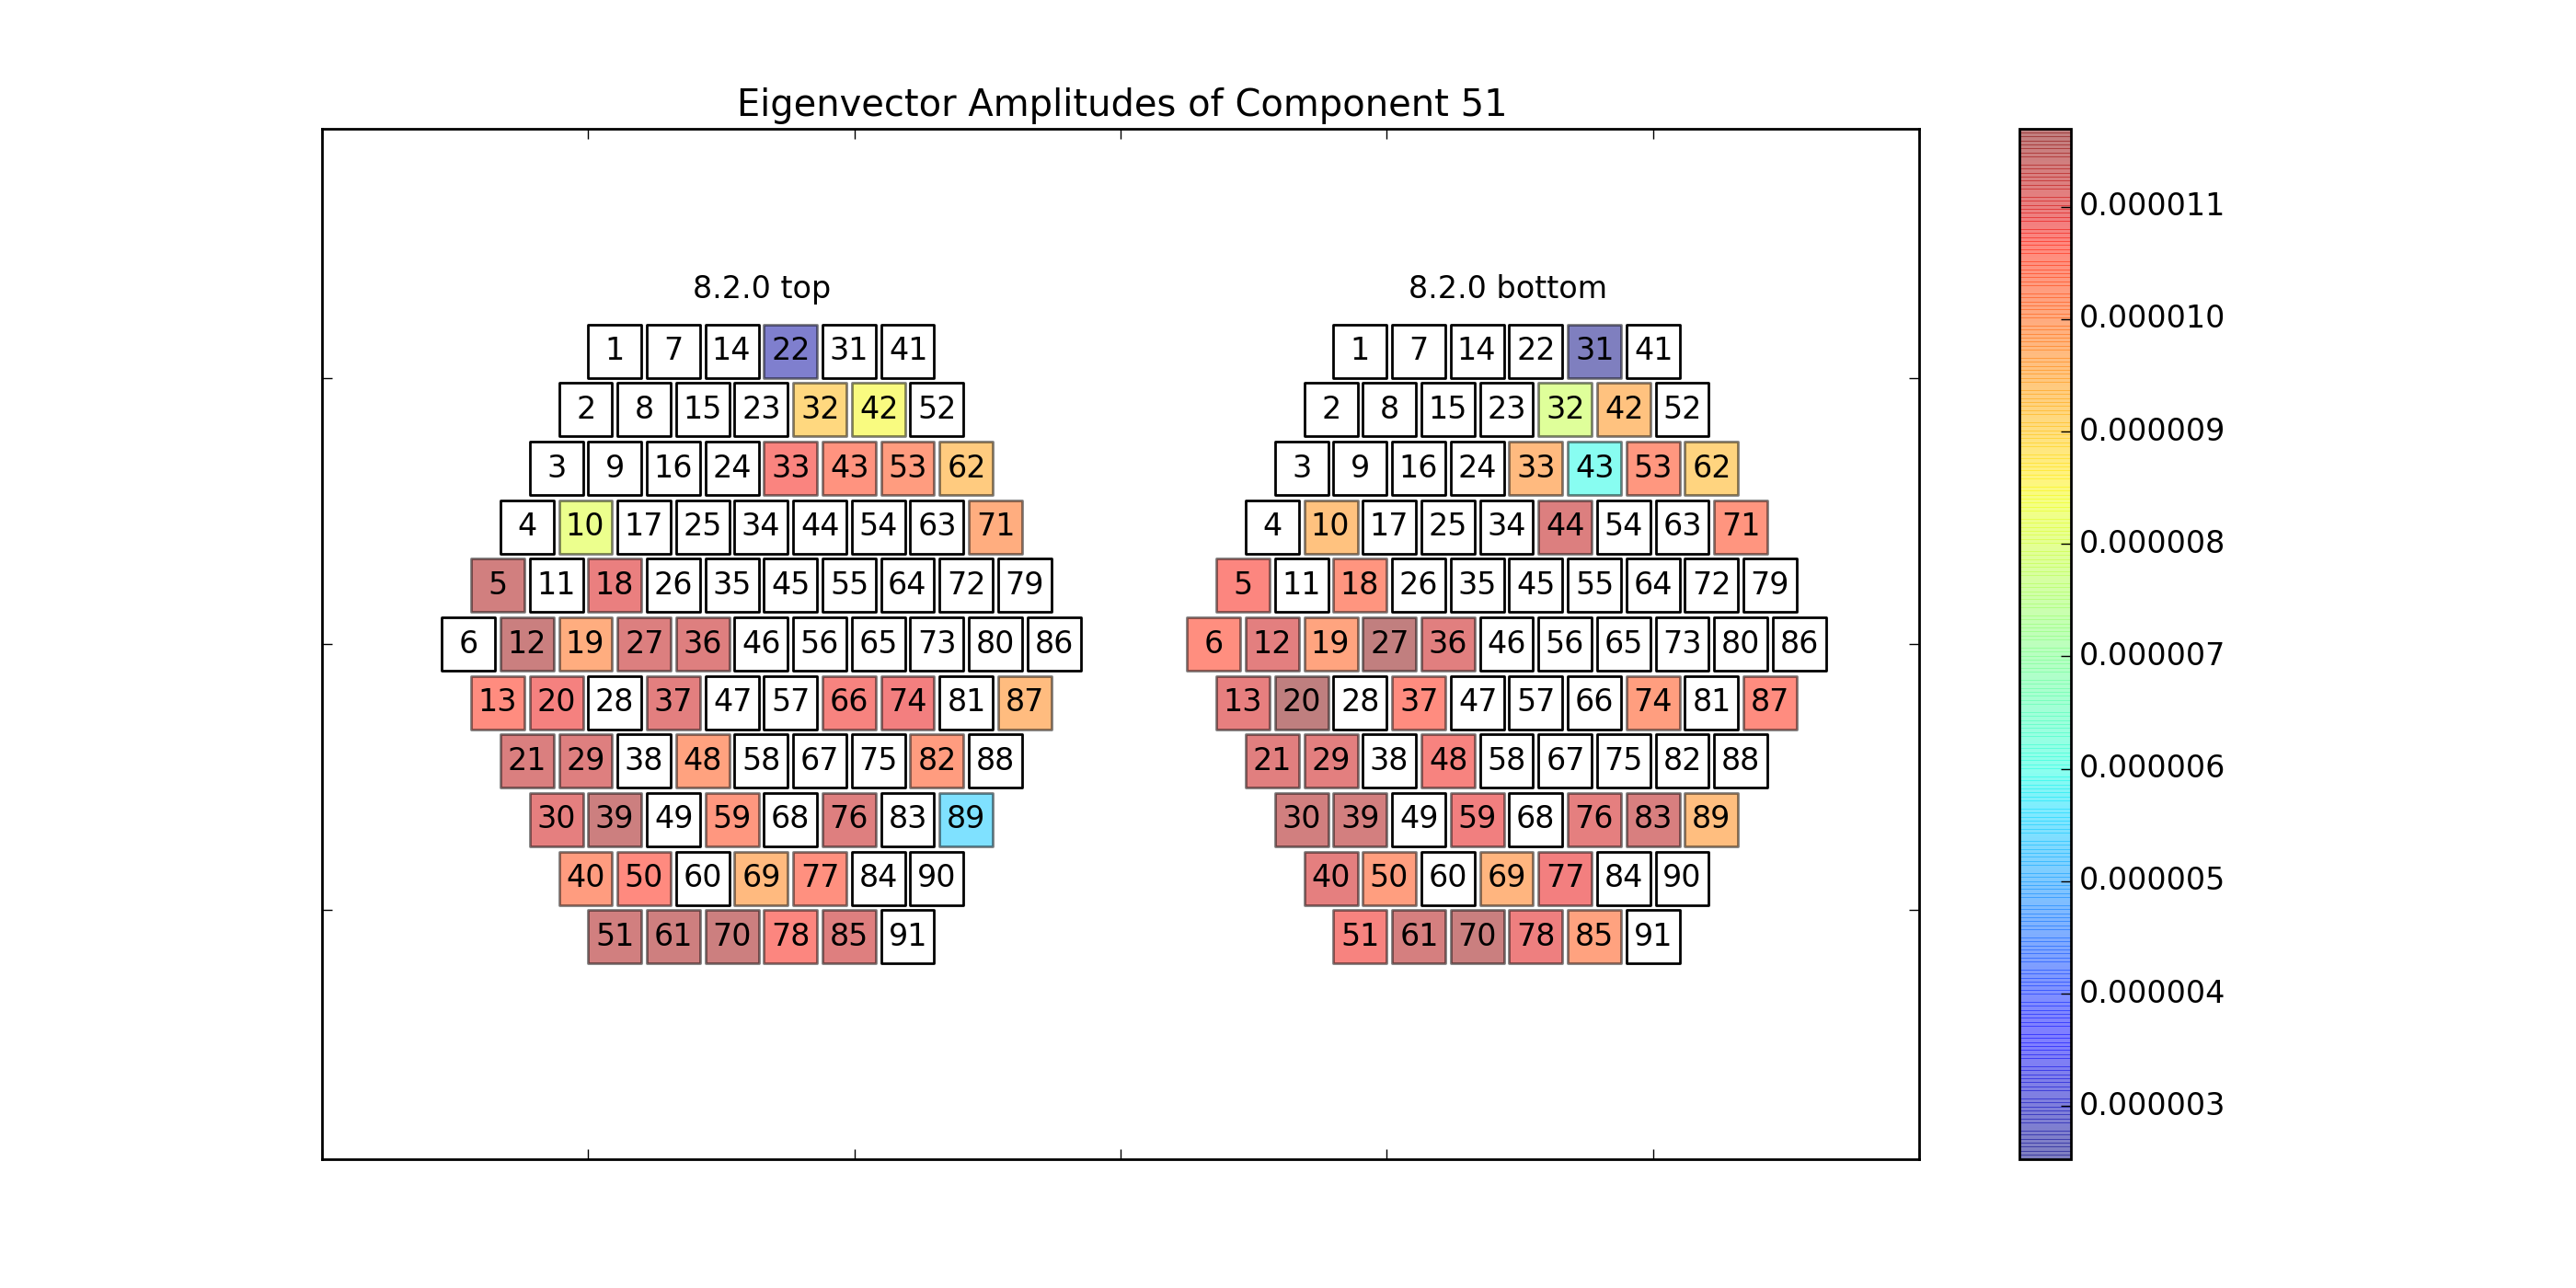 Eigenvector Amplitudes of Component 51
8.2.0 top
1 7 14 22 31 41
2 8 15 23 32 42 52
3 9 16 24 33 43 53 62
4 10 17 25 34 44 54 63 71
5 11 18 26 35 45 55 64 72 79
6 12 19 27 36 46 56 65 73 80 86
13 20 28 37 47 57 66 74 81 87
21 29 38 48 58 67 75 82 88
30 39 49 59 68 76 83 89
40 50 60 69 77 84 90
51 61 70 78 85 91
8.2.0 bottom
1 7 14 22 31 41
2 8 15 23 32 42 52
3 9 16 24 33 43 53 62
4 10 17 25 34 44 54 63 71
5 11 18 26 35 45 55 64 72 79
6 12 19 27 36 46 56 65 73 80 86
13 20 28 37 47 57 66 74 81 87
21 29 38 48 58 67 75 82 88
30 39 49 59 68 76 83 89
40 50 60 69 77 84 90
51 61 70 78 85 91
0.000011
0.000010
0.000009
0.000008
0.000007
0.000006
0.000005
0.000004
0.000003